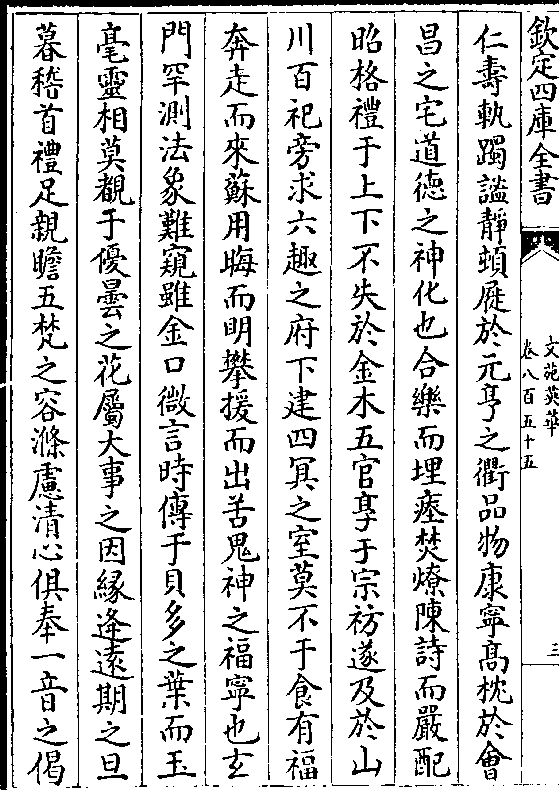 欽定四庫全書
文苑英華
卷八百五十五
三
仁壽軌躅謐靜蝡屣於元亨之衢品物康寧髙枕於會
昌之宅道德之神化也合樂而埋瘞焚燎陳詩而嚴配
昭格禮于上下不失於金木五官享于宗祊遂及於山
川百祀旁求六趣之府下建四冥之室莫不干食有福
奔走而來蘇用晦而明攀援而出苦鬼神之福寧也玄
門罕測法象難窺雖金口微言時傳于貝多之葉而玉
毫靈相莫覩于優曇之花屬大事之因縁逄遠期之旦
暮稽首禮足親瞻五梵之容滌慮清心俱奉一音之偈